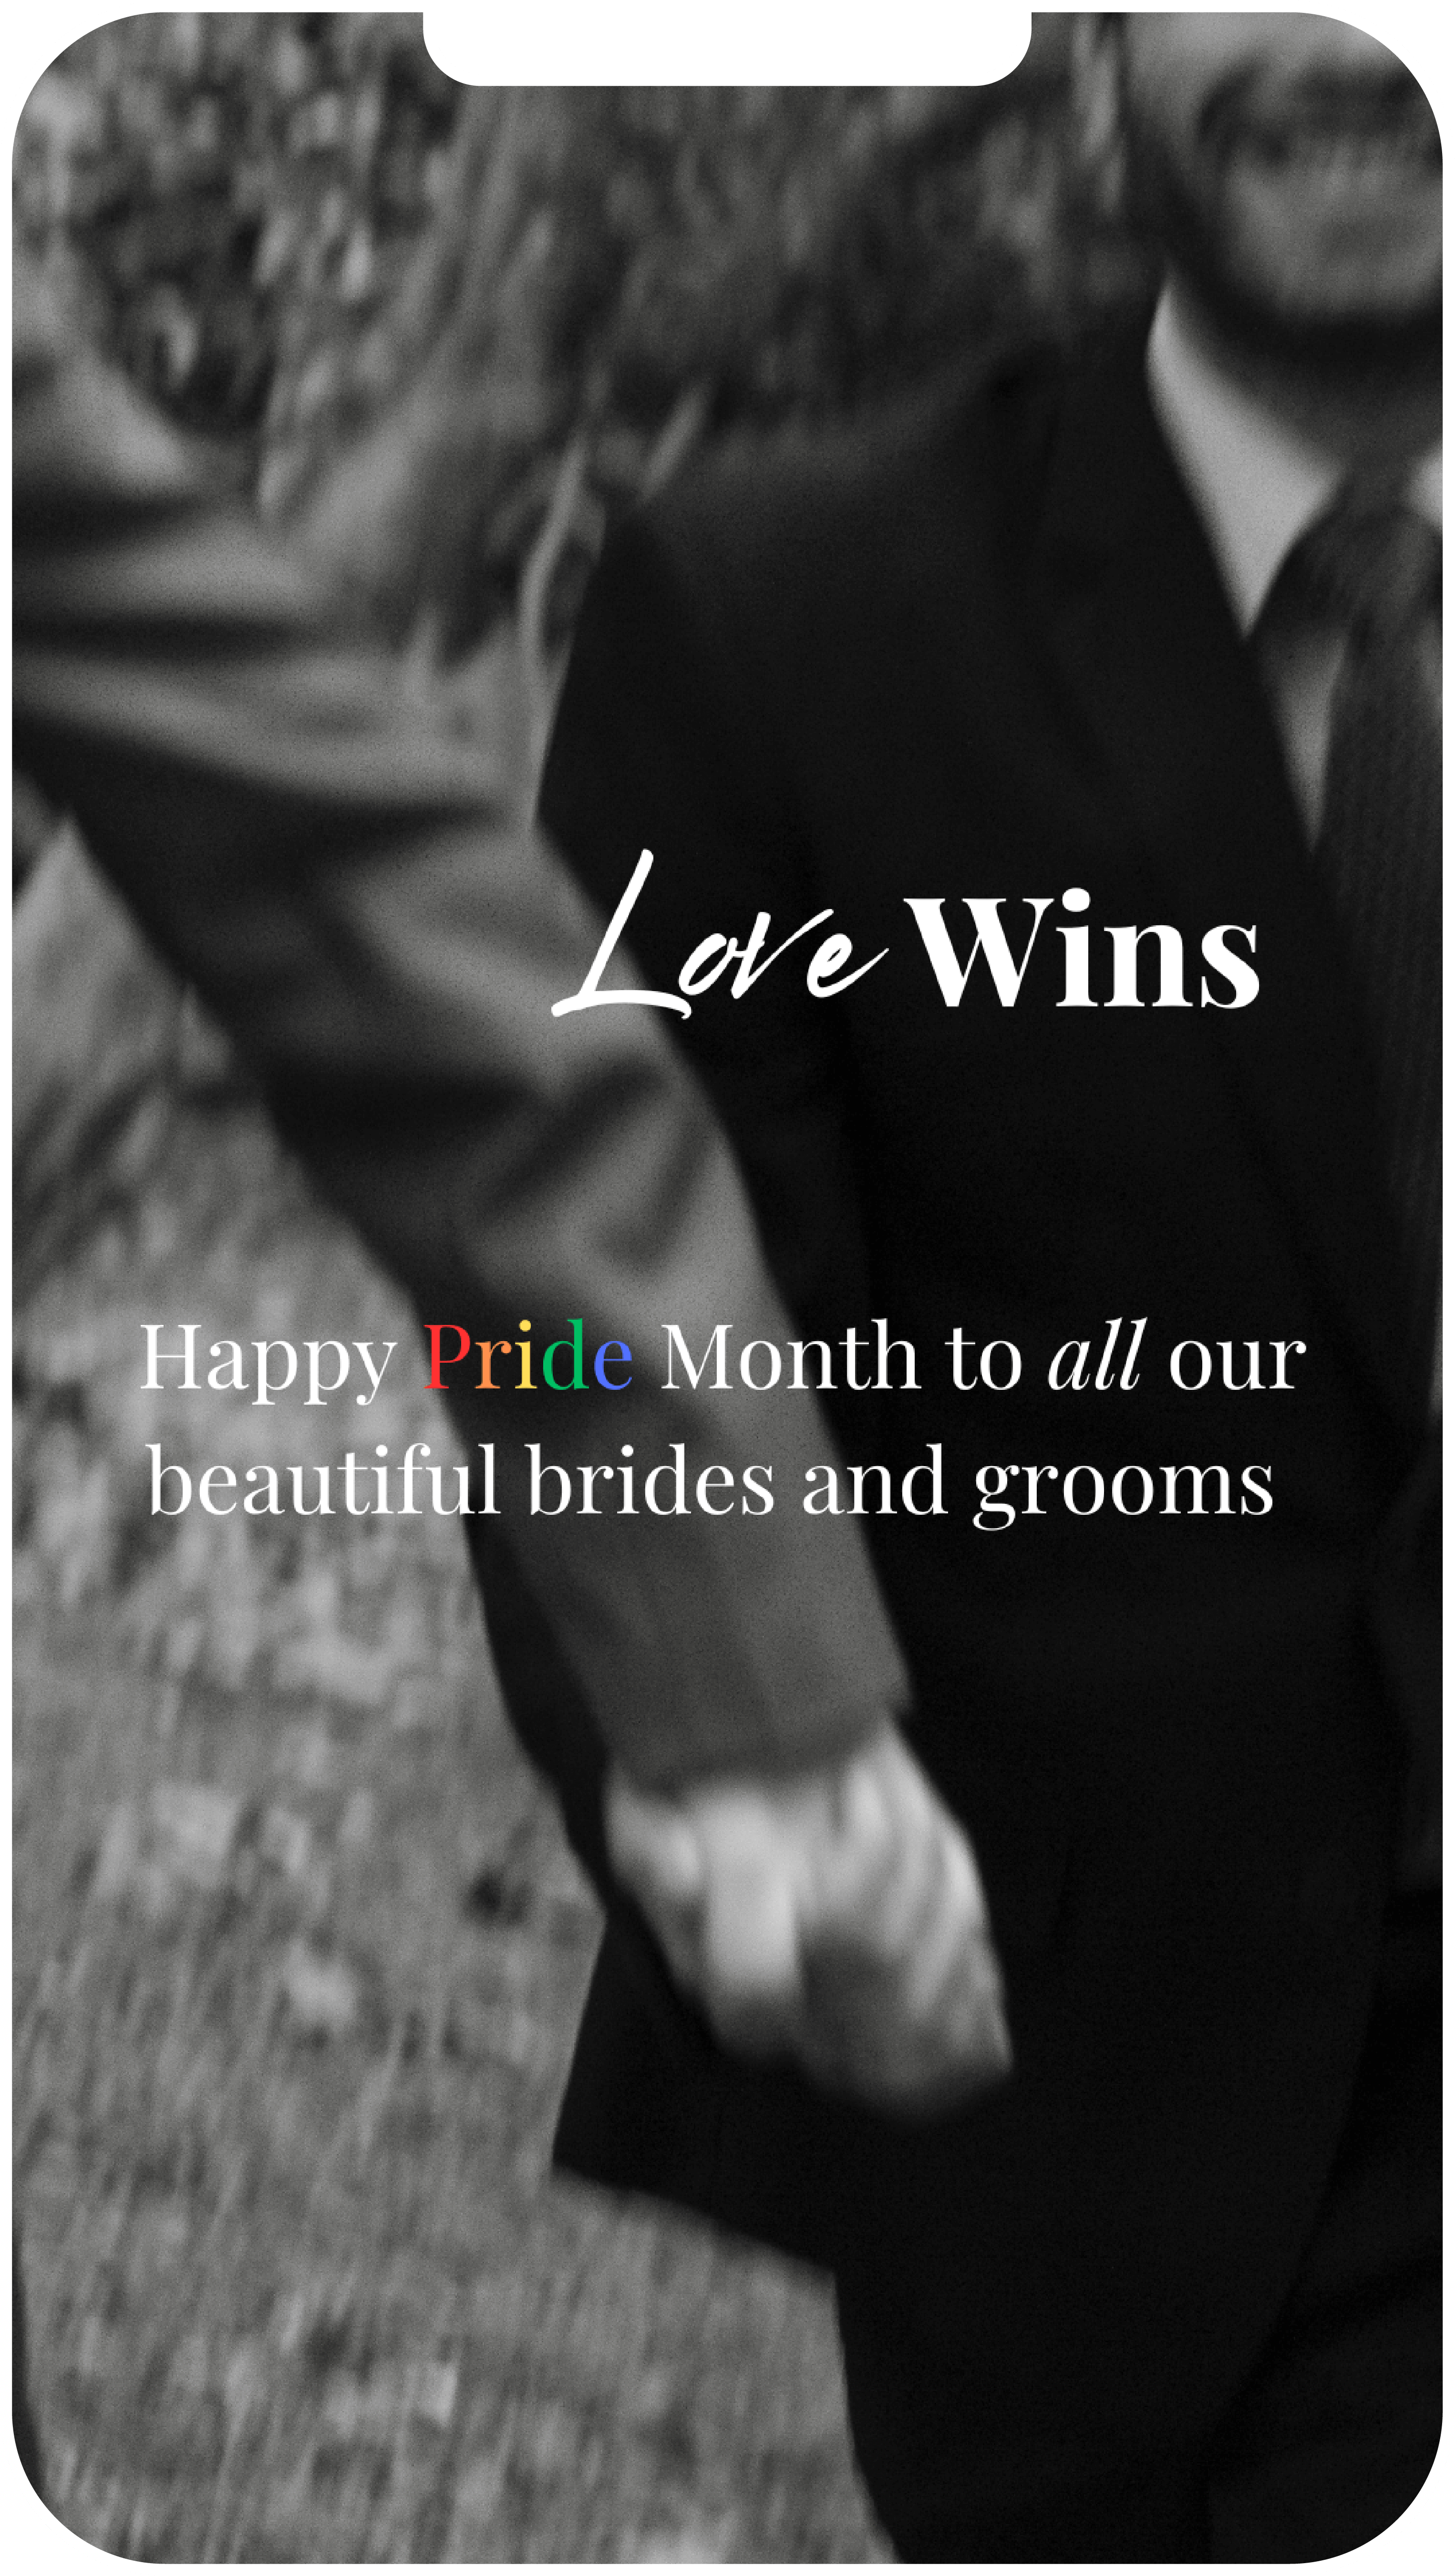 Love Wins
Happy Pride Month to all our
beautiful brides and grooms